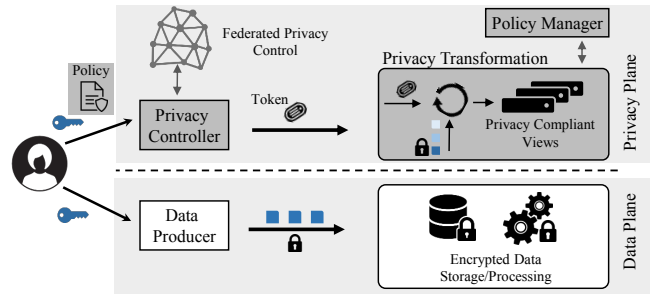 Policy Manager
Federated Privacy
Control
Privacy Transformation
Policy
Privacy
Controller
Token
Privacy Compliant
Views
Privacy Plane
Data
Producer
Encrypted Data
Storage/Processing
Data Plane